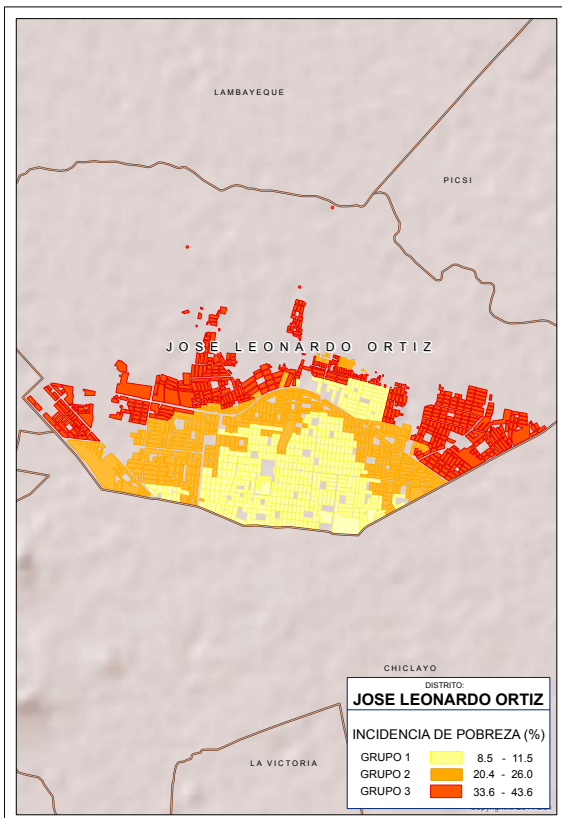 LAMBAYEQUE
PICSI
JOSE LEONARDO ORTIZ
CHICLAYO
LA VICTORIA
DISTRITO:
JOSE LEONARDO ORTIZ
INCIDENCIA DE POBREZA (%)
GRUPO 1 8.5 - 11.5
GRUPO 2 20.4 - 26.0
GRUPO 3 33.6 - 43.6